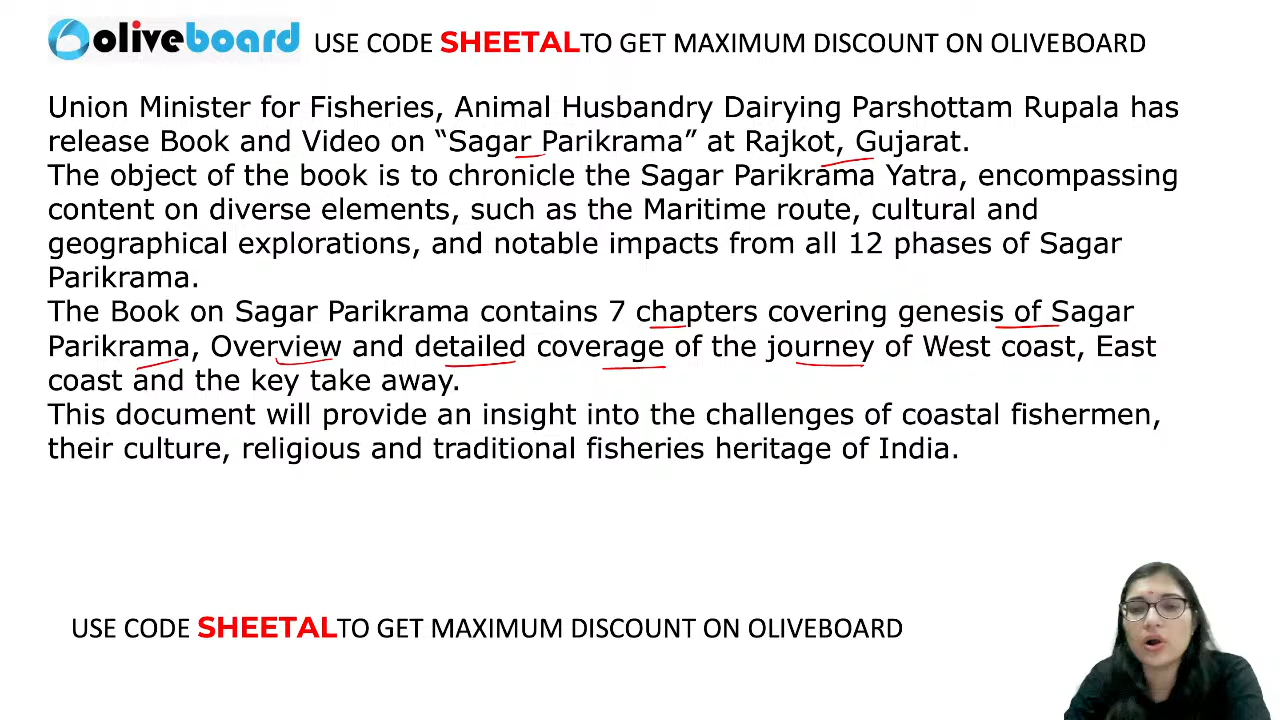 oliveboard USE CODE SHEETAL TO GET MAXIMUM DISCOUNT ON OLIVEBOARD
Union Minister for Fisheries, Animal Husbandry Dairying Parshottam Rupala has
release Book and Video on “Sagar Parikrama” at Rajkot, Gujarat.
The object of the book is to chronicle the Sagar Parikrama Yatra, encompassing
content on diverse elements, such as the Maritime route, cultural and
geographical explorations, and notable impacts from all 12 phases of Sagar
Parikrama.
The Book on Sagar Parikrama contains 7 chapters covering genesis of Sagar
Parikrama, Overview and detailed coverage of the journey of West coast, East
coast and the key take away.
This document will provide an insight into the challenges of coastal fishermen,
their culture, religious and traditional fisheries heritage of India.
USE CODE SHEETAL TO GET MAXIMUM DISCOUNT ON OLIVEBOARD